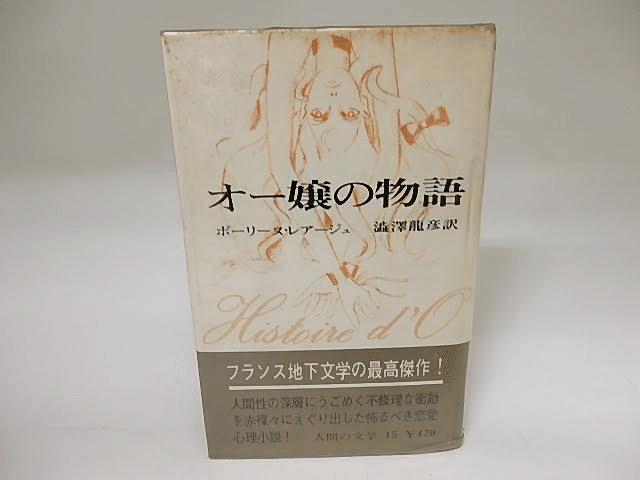 オー嬢の物語
ポーリーヌ・レアージュ 澁澤龍彦訳
Histoire d'O
フランス地下文学の最高傑作!
人間性の深層にうごめく不條理な衝動
を赤裸々にえぐり出した怖るべき恋愛
心理小説! 人間の文学 15 ¥420